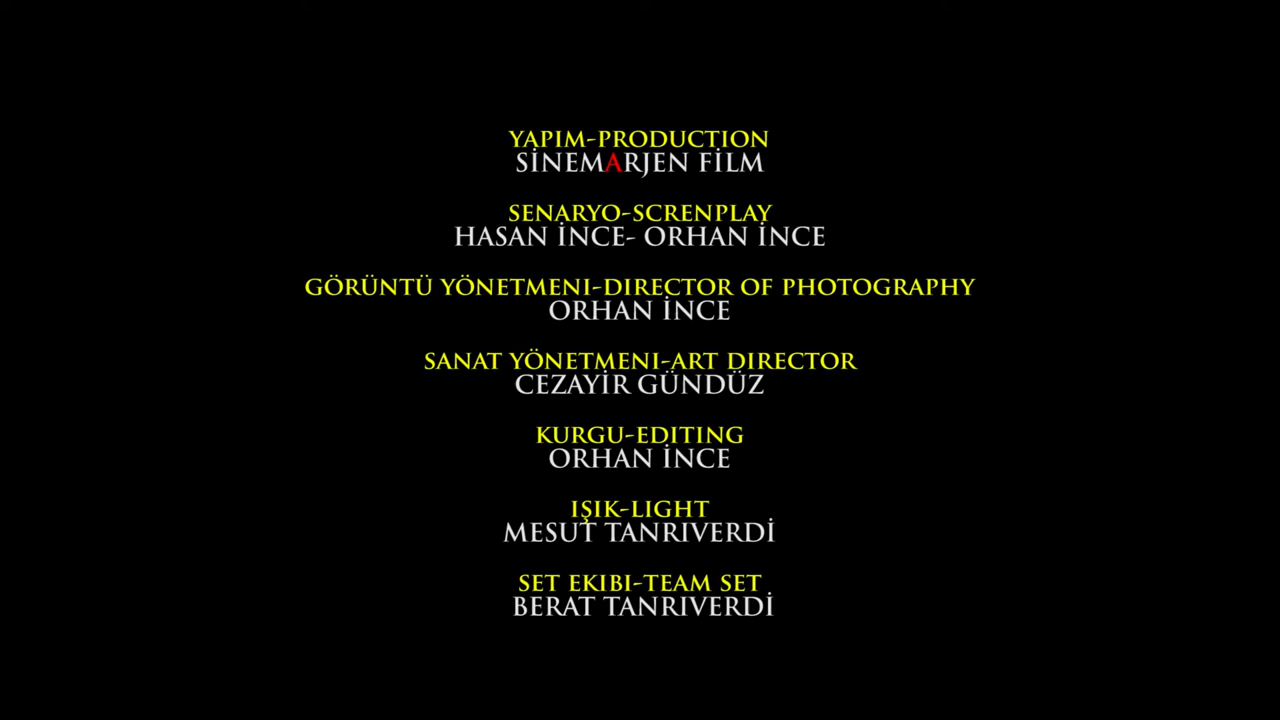 YAPIM-PRODUCTION
SİNEMARJEN FİLM
SENARYO-SCRENPLAY
HASAN İNCE- ORHAN İNCE
GÖRÜNTÜ YÖNETMENI-DIRECTOR OF PHOTOGRAPHY
ORHAN İNCE
SANAT YÖNETMENI-ART DIRECTOR
CEZAYİR GÜNDÜZ
KURGU-EDITING
ORHAN İNCE
IŞIK-LIGHT
MESUT TANRIVERDİ
SET EKIBI-TEAM SET
BERAT TANRIVERDİ